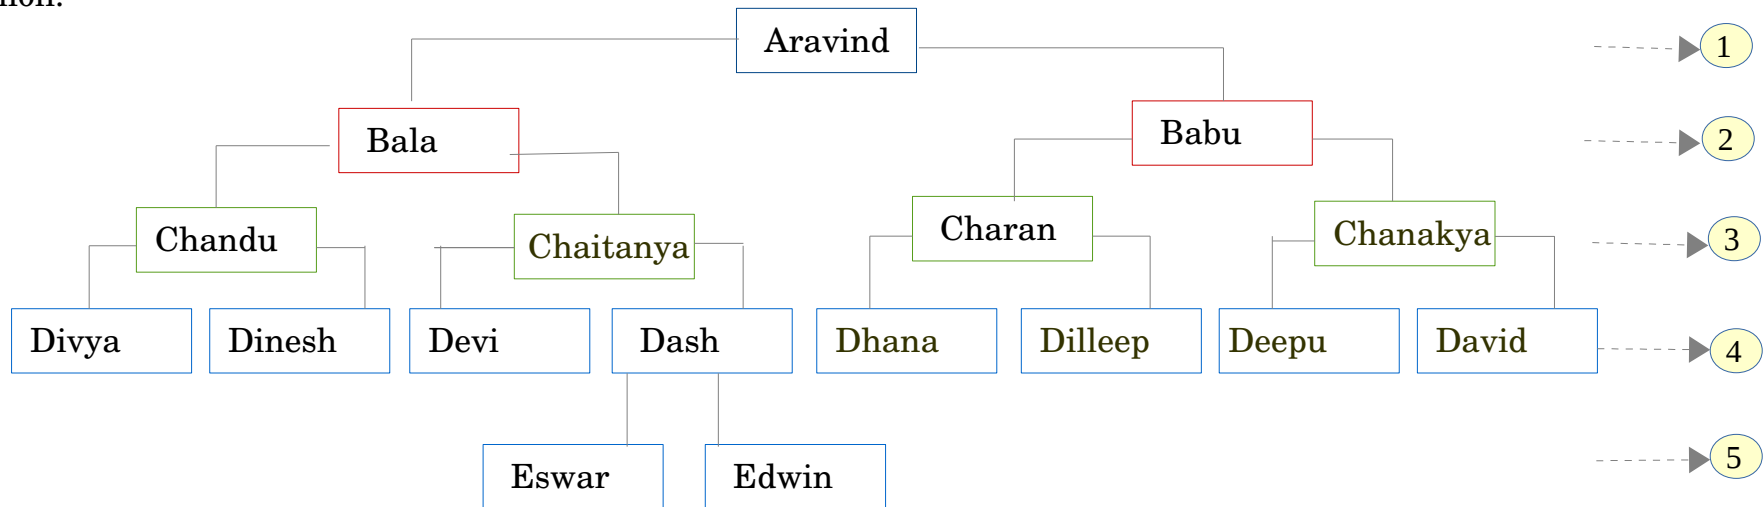 Aravind 1
Bala Babu 2
Chandu Chaitanya Charan Chanakya 3
Divya Dinesh Devi Dash Dhana Dilleep Deepu David 4
Eswar Edwin 5